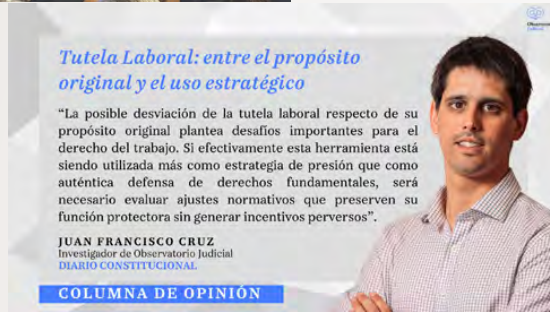 Observatorio
Judicial
Tutela Laboral: entre el propósito
original y el uso estratégico
“La posible desviación de la tutela laboral respecto de su
propósito original plantea desafíos importantes para el
derecho del trabajo. Si efectivamente esta herramienta está
siendo utilizada más como estrategia de presión que como
auténtica defensa de derechos fundamentales, será
necesario evaluar ajustes normativos que preserven su
función protectora sin generar incentivos perversos”.
JUAN FRANCISCO CRUZ
Investigador de Observatorio Judicial
DIARIO CONSTITUCIONAL
COLUMNA DE OPINIÓN